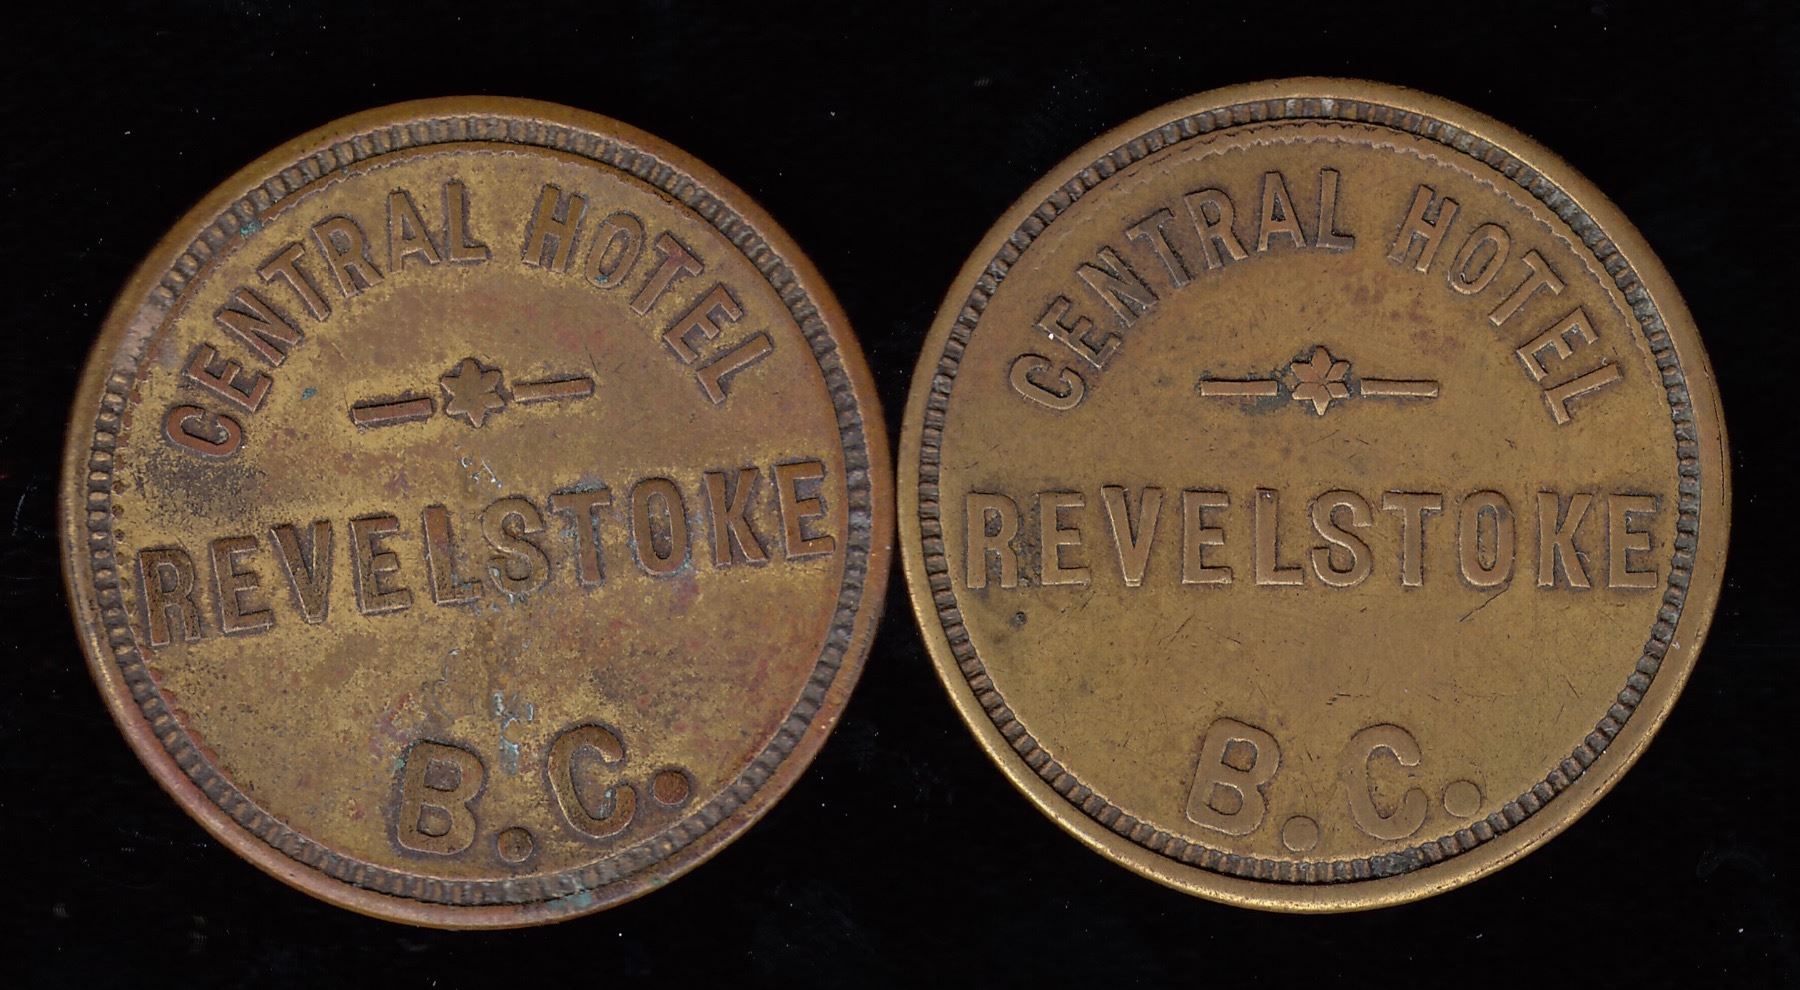 CENTRAL HOTEL
REVELSTOKE
B.C.
CENTRAL HOTEL
REVELSTOKE
B.C.